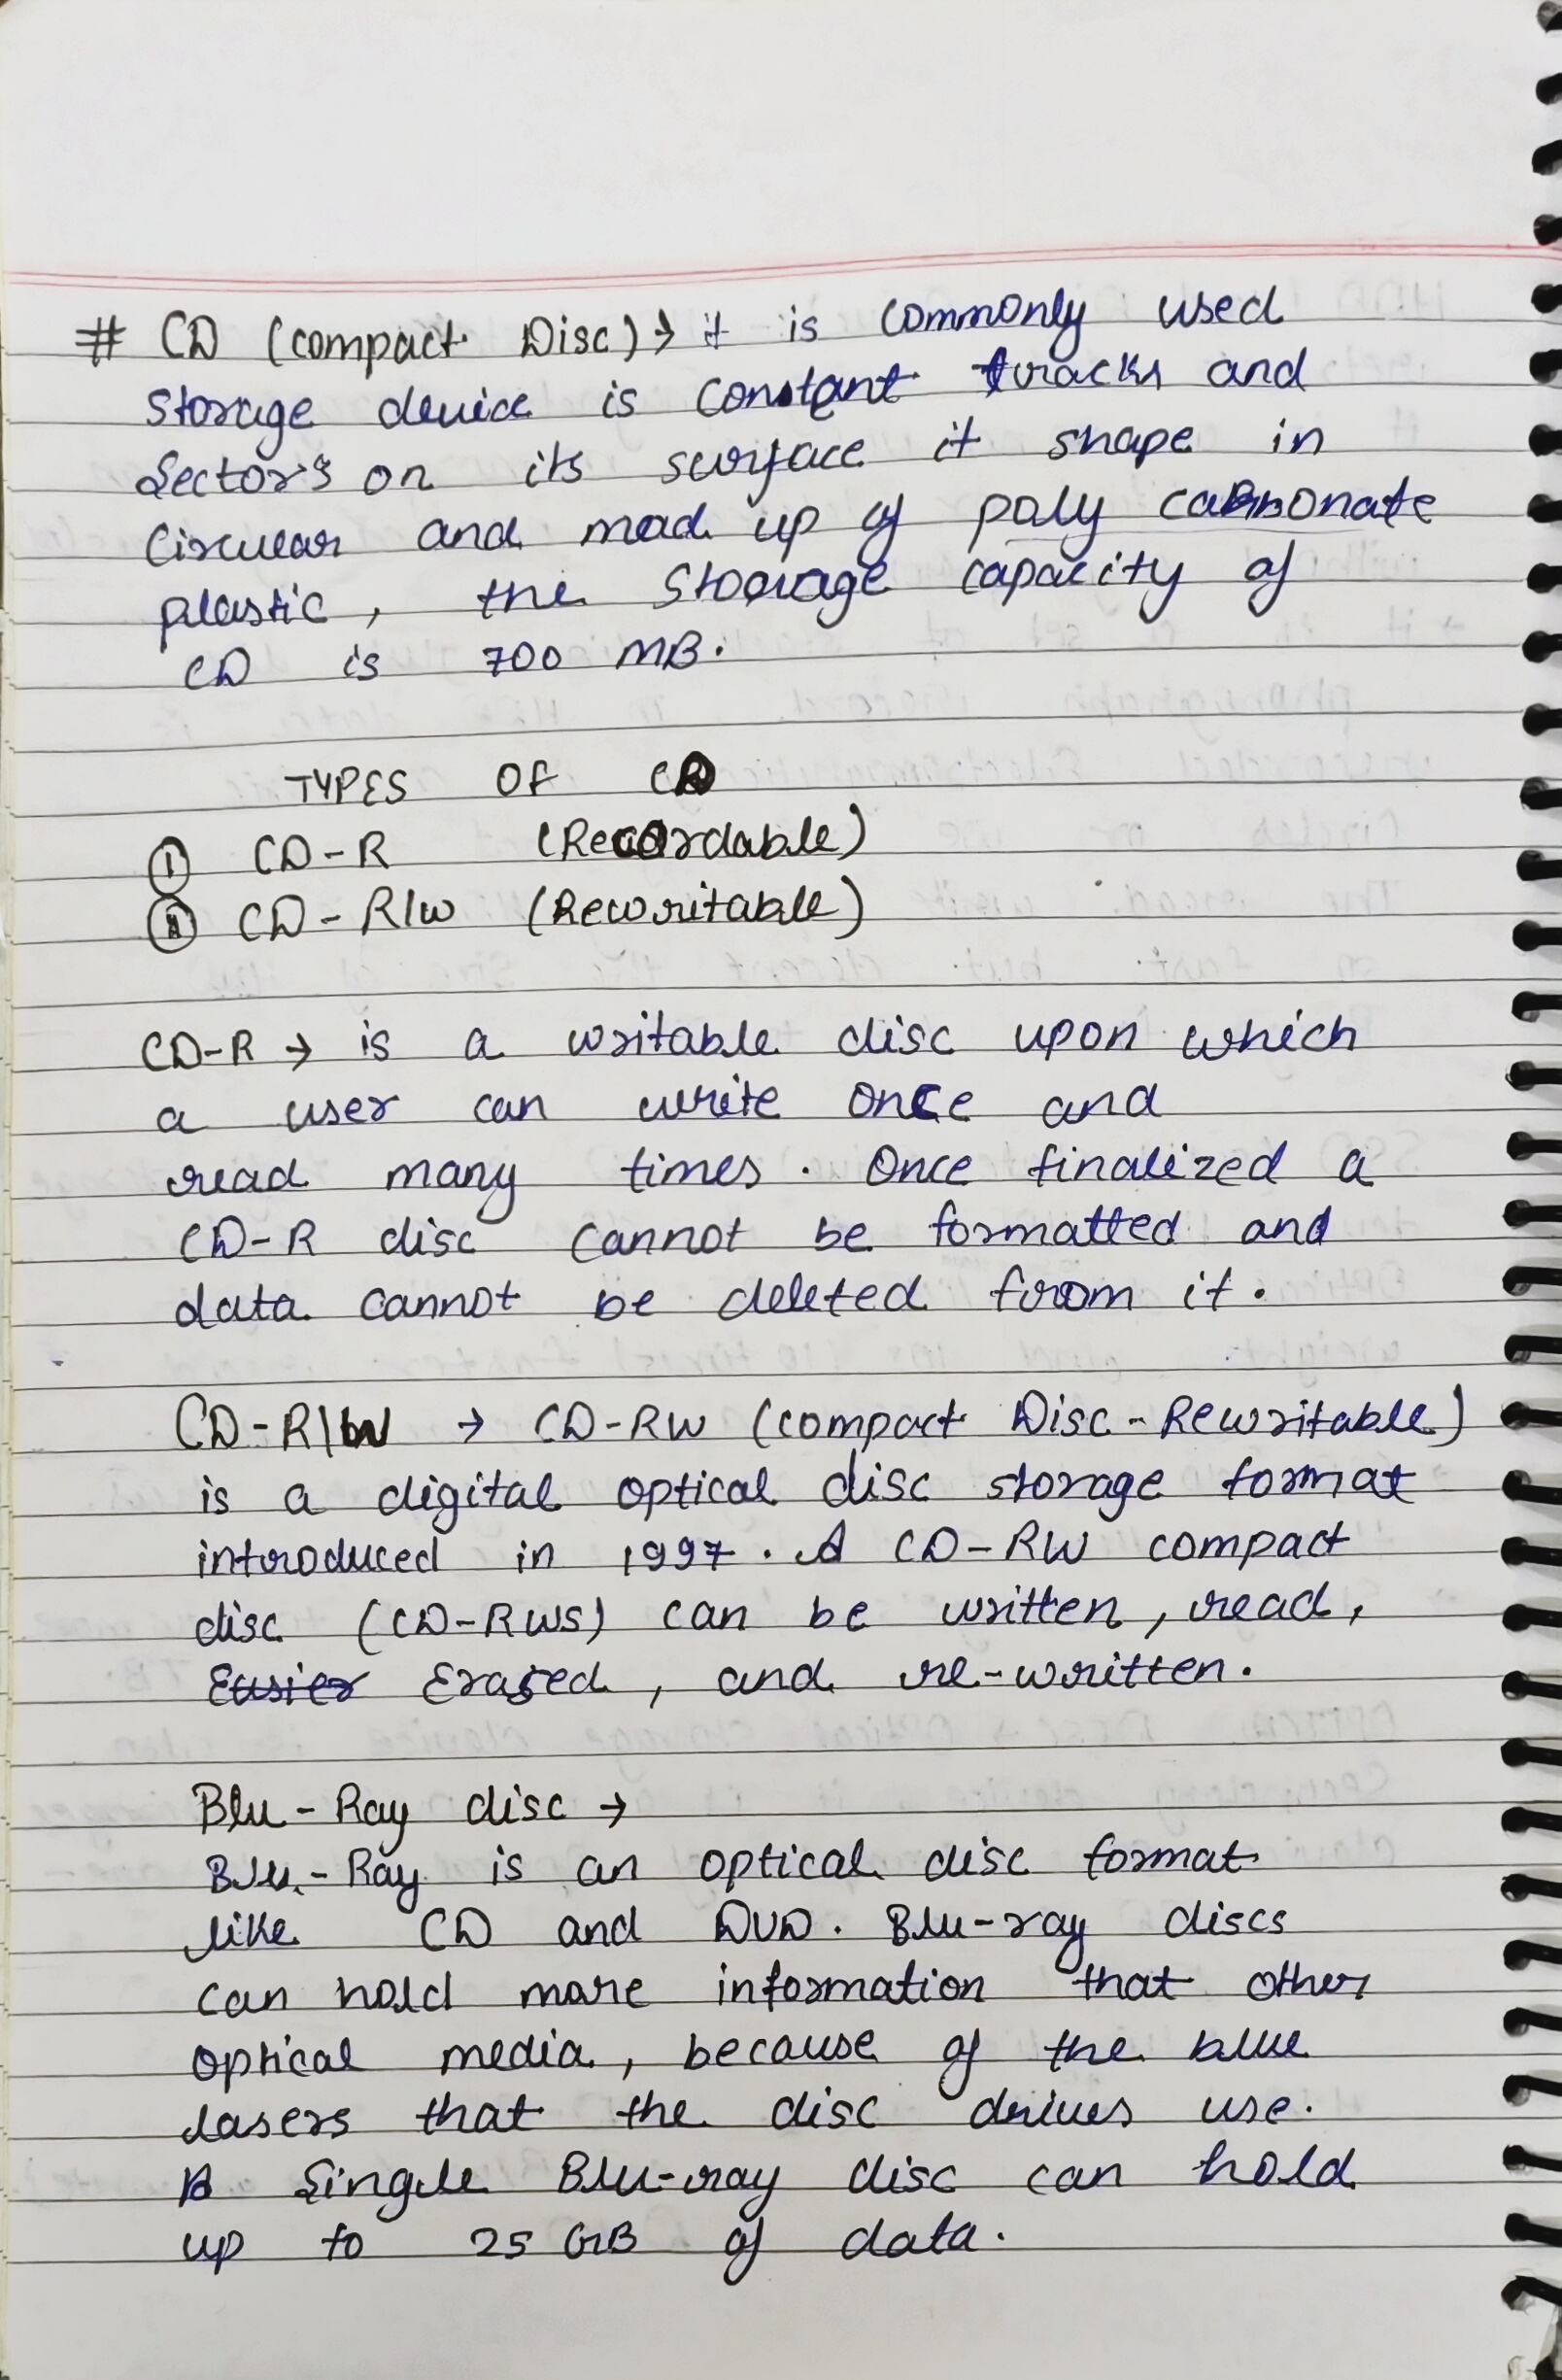 # CD (compact Disc) → it is commonly used
storage device is constant tracks and
Sectors on its surface it shape in
Circular and mad up of poly carbonate
plastic, the Stoorage capacity of
CD is 700 MB.
TYPES OF CD
① CD-R (Recordable)
② CD-R/W (Rewritable)
CD-R → is a writable disc upon which
a user can write once and
read many times. Once finalized a
CD-R disc cannot be formatted and
data cannot be deleted from it.
CD-R/W → CD-RW (compact Disc-Rewritable)
is a digital optical disc storage format
introduced in 1997. A CD-RW compact
disc (CD-RWS) can be written, read,
Easier Erased, and re-written.
Blu-Ray disc →
Blu-Ray is an optical disc format
like CD and DVD. Blu-ray discs
can hold more information that other
optical media, because of the blue
lasers that the disc drives use.
A Single Blu-ray disc can hold
up to 25 GB of data.